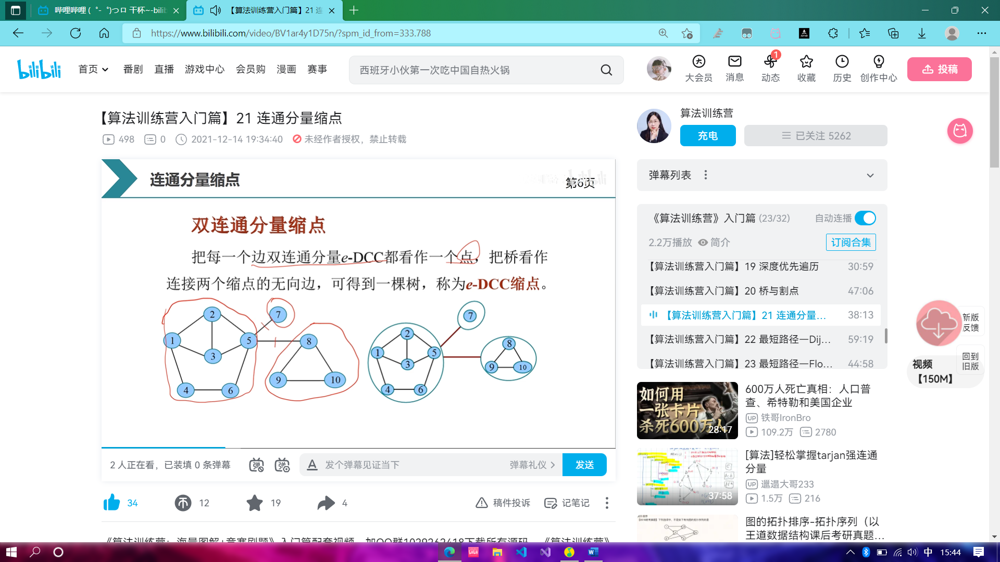 哔哩哔哩 (゜-゜)つロ 干杯~-bilib
【算法训练营入门篇】21 连
https://www.bilibili.com/video/BV1ar4y1D75n/?spm_id_from=333.788
bilibili
首页
番剧
直播
游戏中心
会员购
漫画
赛事
西班牙小伙第一次吃中国自热火锅
大会员
消息
1
动态
收藏
历史
创作中心
投稿
【算法训练营入门篇】21 连通分量缩点
498
0
2021-12-14 19:34:40
未经作者授权，禁止转载
算法训练营
充电
已关注 5262
连通分量缩点
第6页
bilibili
双连通分量缩点
把每一个边双连通分量e-DCC都看作一个点，把桥看作
连接两个缩点的无向边，可得到一棵树，称为e-DCC缩点。
2
7
1
5
8
3
9
10
4
6
7
2
8
1
5
3
9
10
4
6
2 人正在看，已装填 0 条弹幕
弹
弹
发个弹幕见证当下
弹幕礼仪
发送
34
12
19
4
稿件投诉
记笔记
《算法训练营：海量图解+竞赛刷题》入门篇配套视频，加QQ群1029262418下载所有源码。《算法训练营》
弹幕列表
《算法训练营》入门篇 (23/32)
自动连播
2.2万播放
简介
订阅合集
【算法训练营入门篇】19 深度优先遍历 30:59
【算法训练营入门篇】20 桥与割点 47:06
【算法训练营入门篇】21 连通分量... 38:13
【算法训练营入门篇】22 最短路径—Dij... 59:19
【算法训练营入门篇】23 最短路径—Flo... 44:58
如何用
一张卡片
杀死600万人
28:17
600万人死亡真相：人口普
查、希特勒和美国企业
UP 铁哥IronBro
109.2万
2780
37:58
[算法]轻松掌握tarjan强连通
分量
UP 邋遢大哥233
1.5万
216
图的拓扑排序-拓扑序列（以
王道数据结构课后考研真题...
新版
反馈
回到
旧版
视频
【150M】
中
15:44